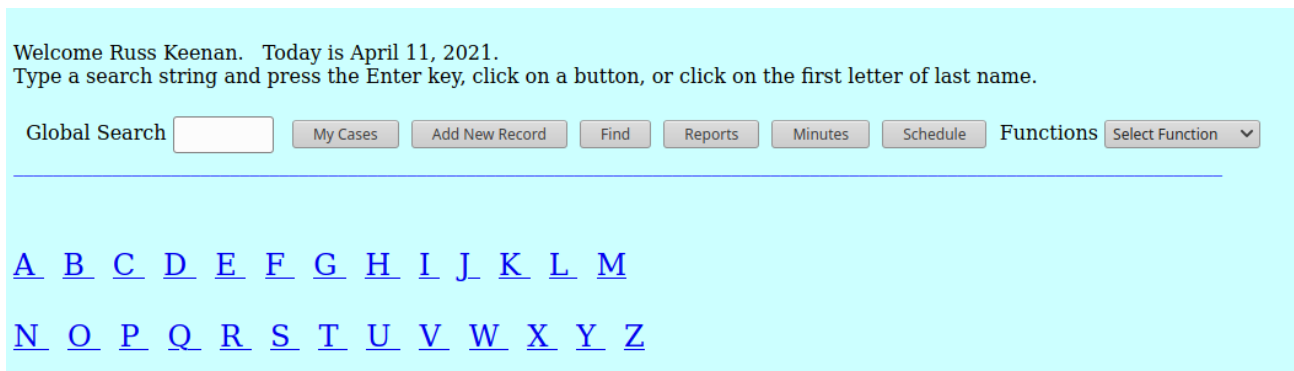 Welcome Russ Keenan. Today is April 11, 2021.
Type a search string and press the Enter key, click on a button, or click on the first letter of last name.
Global Search My Cases Add New Record Find Reports Minutes Schedule Functions Select Function
A B C D E F G H I J K L M
N O P Q R S T U V W X Y Z